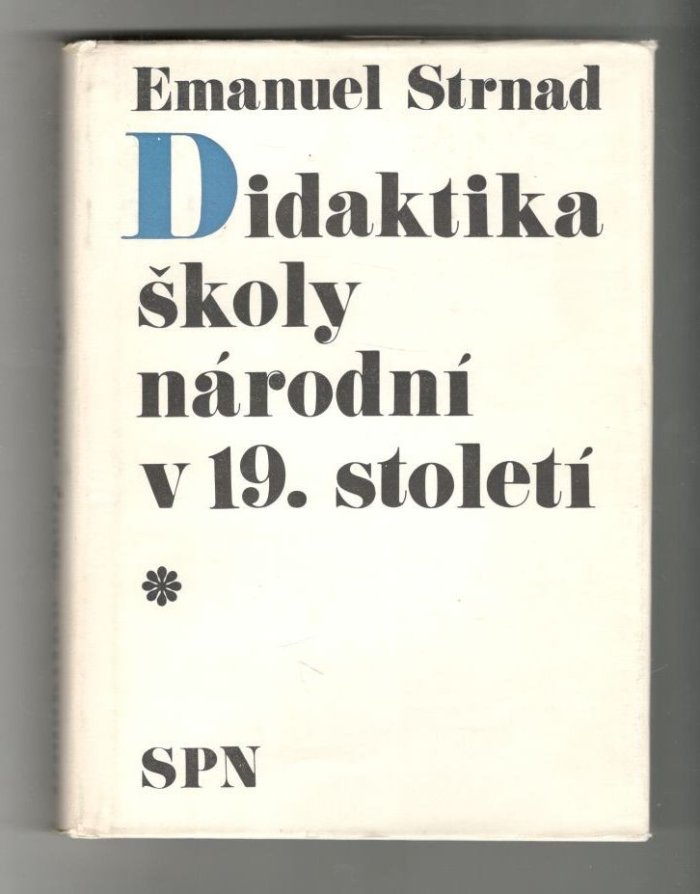 Emanuel Strnad
Didaktika
školy
národní
v 19. století
*
SPN